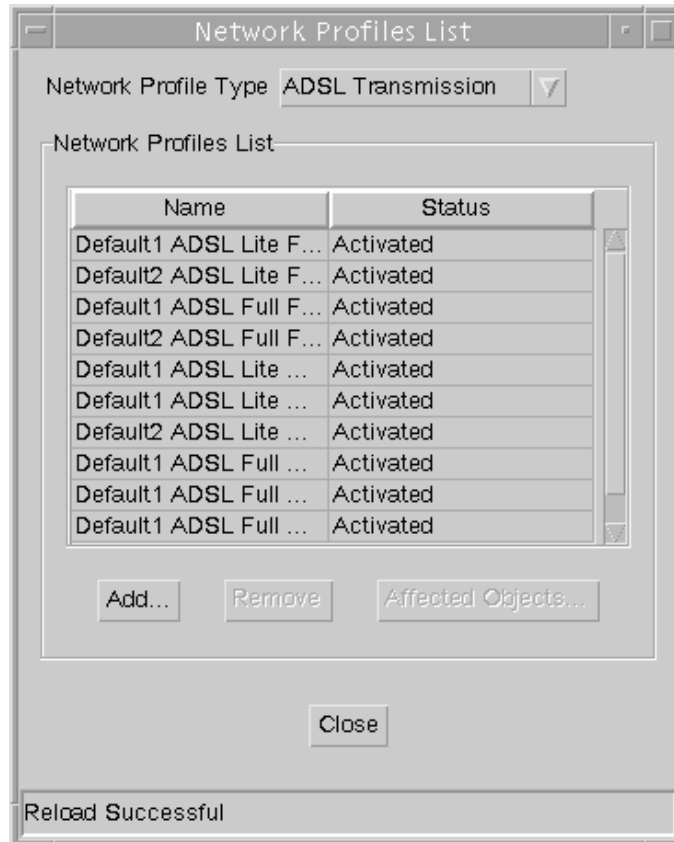 Network Profiles List
Network Profile Type ADSL Transmission
Network Profiles List
Name Status
Default1 ADSL Lite F... Activated
Default2 ADSL Lite F... Activated
Default1 ADSL Full F... Activated
Default2 ADSL Full F... Activated
Default1 ADSL Lite ... Activated
Default1 ADSL Lite ... Activated
Default2 ADSL Lite ... Activated
Default1 ADSL Full ... Activated
Default1 ADSL Full ... Activated
Default1 ADSL Full ... Activated
Add... Remove Affected Objects...
Close
Reload Successful